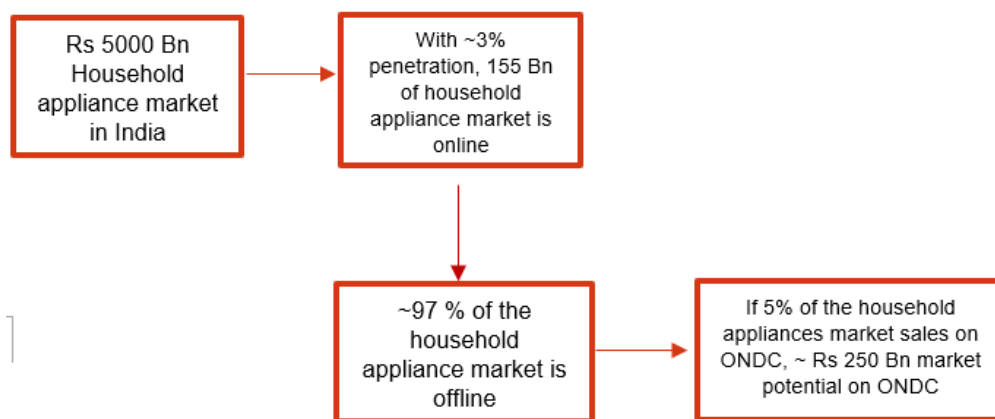 Rs 5000 Bn
Household
appliance market
in India
With ~3%
penetration, 155 Bn
of household
appliance market is
online
~97 % of the
household
appliance market is
offline
If 5% of the household
appliances market sales on
ONDC, ~ Rs 250 Bn market
potential on ONDC